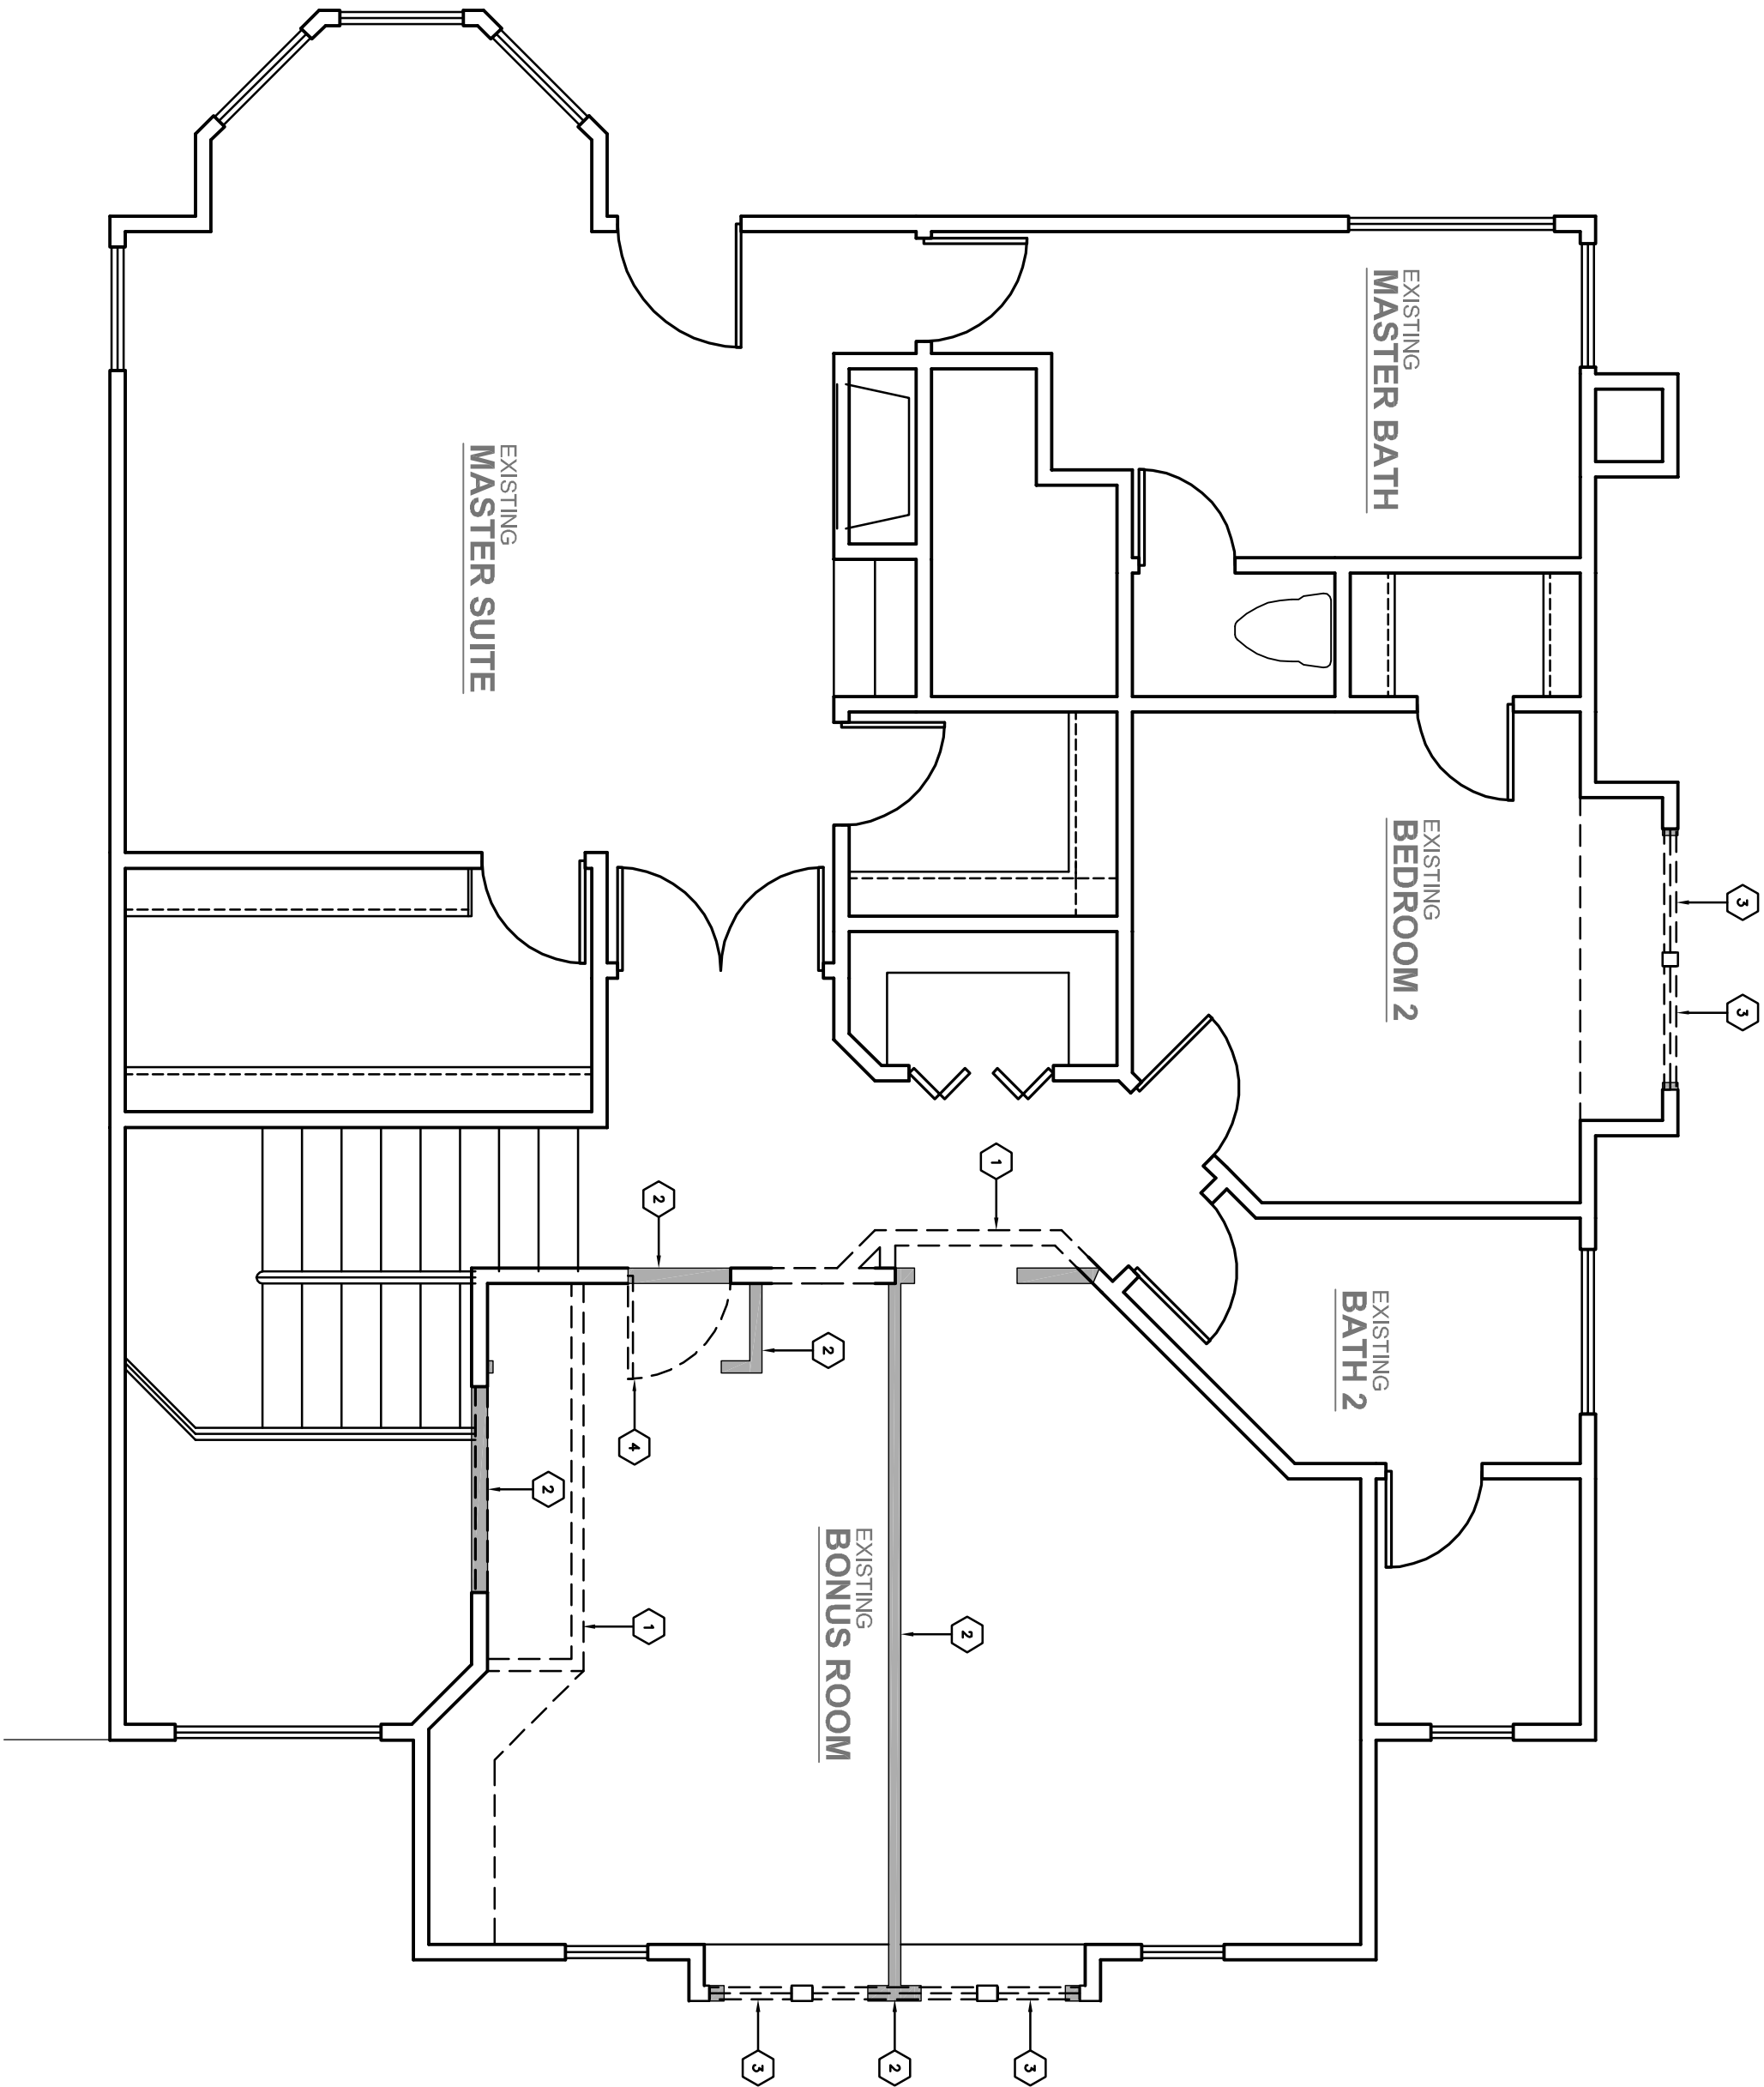 EXISTING
MASTER BATH
EXISTING
MASTER SUITE
EXISTING
BEDROOM 2
3
3
1
2
EXISTING
BATH 2
2
4
2
EXISTING
BONUS ROOM
1
2
3
2
3